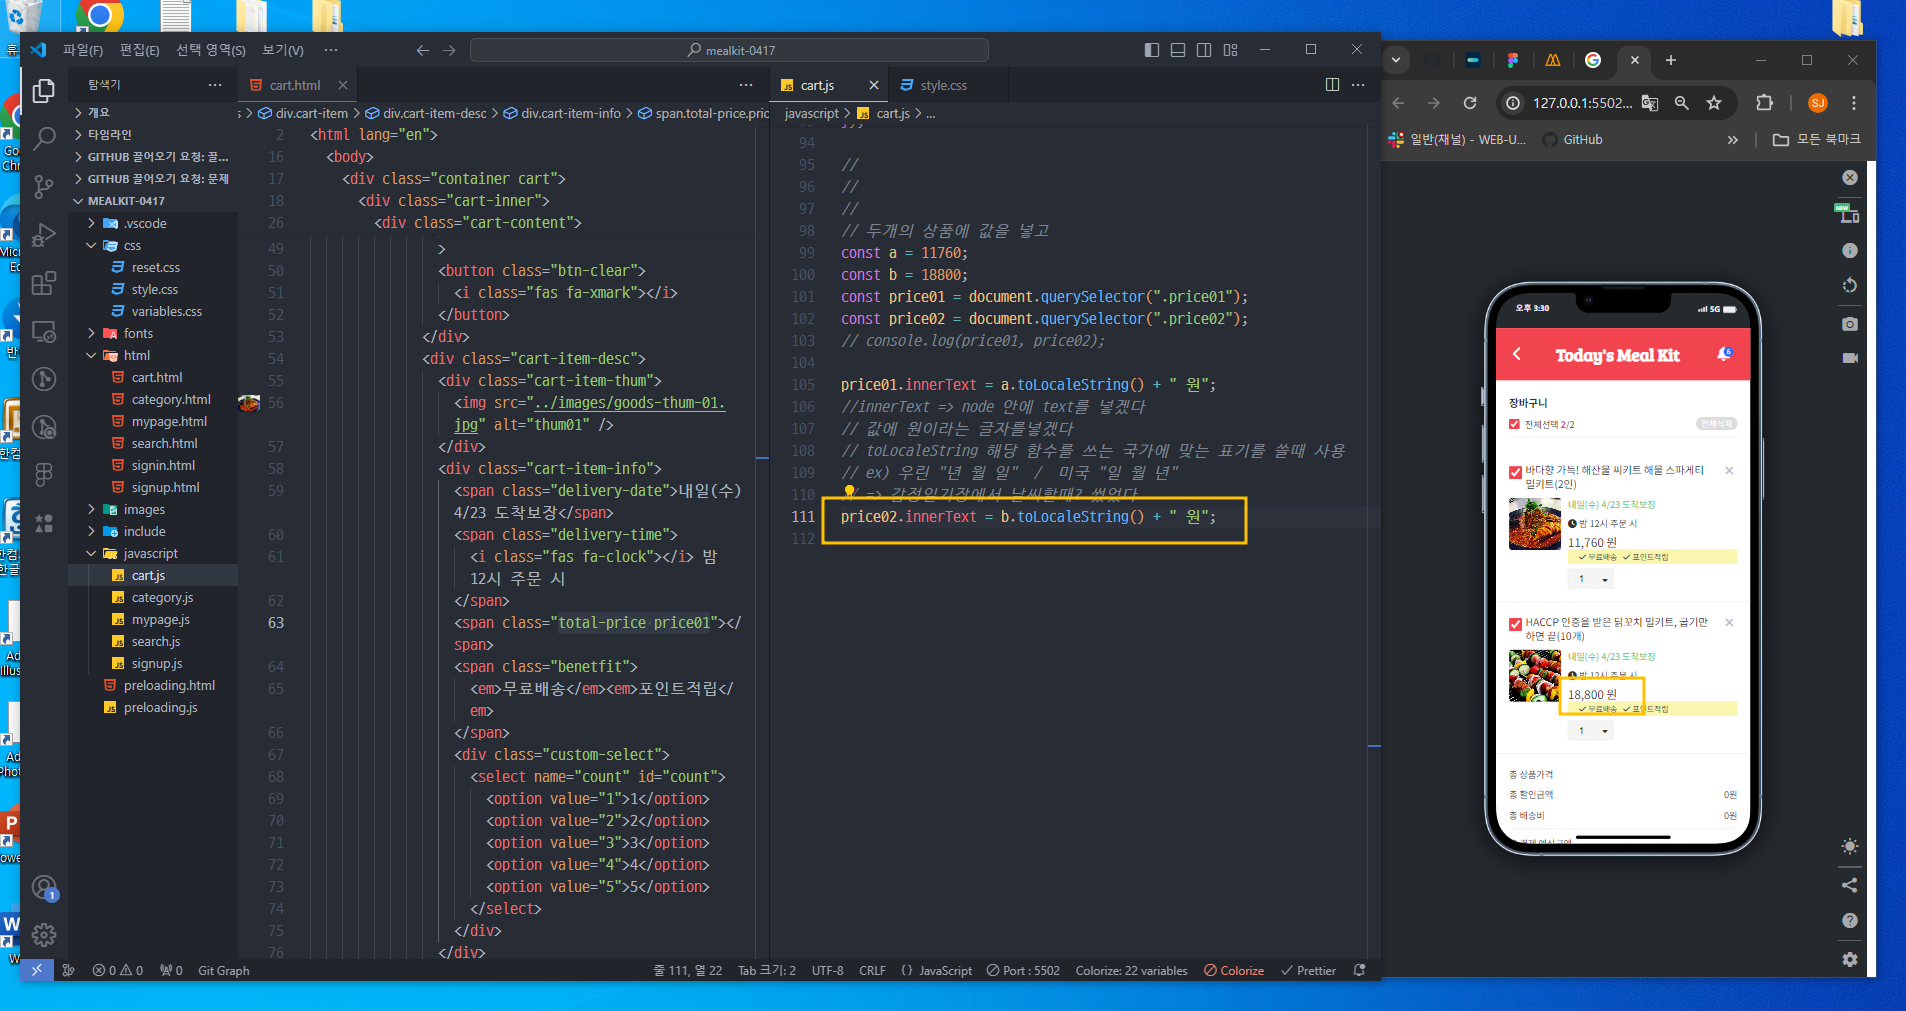 파일(F) 편집(E) 선택 영역(S) 보기(V) ···
mealkit-0417
탐색기
개요
타임라인
GITHUB 끌어오기 요청: 끌...
GITHUB 끌어오기 요청: 문제
MEALKIT-0417
.vscode
css
reset.css
style.css
variables.css
fonts
html
cart.html
category.html
mypage.html
search.html
signin.html
signup.html
images
include
javascript
cart.js
category.js
mypage.js
search.js
signup.js
preloading.html
preloading.js
1
cart.html
s > div.cart-item > div.cart-item-desc > div.cart-item-info > span.total-price.pric
2 <html lang="en">
16 <body>
17 <div class="container cart">
18 <div class="cart-inner">
26 <div class="cart-content">
49 >
50 <button class="btn-clear">
51 <i class="fas fa-xmark"></i>
52 </button>
53 </div>
54 <div class="cart-item-desc">
55 <div class="cart-item-thum">
56 <img src="../images/goods-thum-01.
jpg" alt="thum01" />
57 </div>
58 <div class="cart-item-info">
59 <span class="delivery-date">내일(수)
4/23 도착보장</span>
60 <span class="delivery-time">
61 <i class="fas fa-clock"></i> 밤
12시 주문 시
62 </span>
63 <span class="total-price price01"></
span>
64 <span class="benetfit">
65 <em>무료배송</em><em>포인트적립</
em>
66 </span>
67 <div class="custom-select">
68 <select name="count" id="count">
69 <option value="1">1</option>
70 <option value="2">2</option>
71 <option value="3">3</option>
72 <option value="4">4</option>
73 <option value="5">5</option>
74 </select>
75 </div>
76 </div>
cart.js style.css
javascript > cart.js > ...
94
95 //
96 //
97 //
98 // 두개의 상품에 값을 넣고
99 const a = 11760;
100 const b = 18800;
101 const price01 = document.querySelector(".price01");
102 const price02 = document.querySelector(".price02");
103 // console.log(price01, price02);
104
105 price01.innerText = a.toLocaleString() + " 원";
106 //innerText => node 안에 text를 넣겠다
107 // 값에 원이라는 글자를넣겠다
108 // toLocaleString 해당 함수를 쓰는 국가에 맞는 표기를 쓸때 사용
109 // ex) 우린 "년 월 일" / 미국 "일 월 년"
110 // => 감정일기장에서 날씨할때? 썼었다
111 price02.innerText = b.toLocaleString() + " 원";
112
0 0 0 Git Graph
줄 111, 열 22 Tab 크기: 2 UTF-8 CRLF {} JavaScript Port : 5502 Colorize: 22 variables Colorize Prettier
127.0.0.1:5502...
SJ
일반(채널) - WEB-U... GitHub » 모든 북마크
NEW
오후 3:30 5G
Today's Meal Kit
6
장바구니
전체선택 2/2 전체삭제
바다향 가득! 해산물 씨키트 해물 스파게티
밀키트(2인)
내일(수) 4/23 도착보장
밤 12시 주문 시
11,760 원
무료배송 포인트적립
1
HACCP 인증을 받은 닭꼬치 밀키트, 굽기만
하면 끝(10개)
내일(수) 4/23 도착보장
밤 12시 주문 시
18,800 원
무료배송 포인트적립
1
총 상품가격
총 할인금액 0원
총 배송비 0원